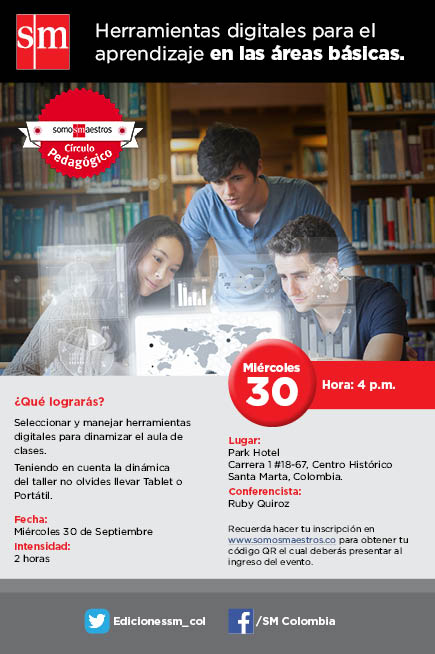 sm
Herramientas digitales para el
aprendizaje en las áreas básicas.
somosmaestros
Círculo
Pedagógico
Miércoles
30
Hora: 4 p.m.
¿Qué lograrás?
Seleccionar y manejar herramientas
digitales para dinamizar el aula de
clases.
Teniendo en cuenta la dinámica
del taller no olvides llevar Tablet o
Portátil.
Fecha:
Miércoles 30 de Septiembre
Intensidad:
2 horas
Lugar:
Park Hotel
Carrera 1 #18-67, Centro Histórico
Santa Marta, Colombia.
Conferencista:
Ruby Quiroz
Recuerda hacer tu inscripción en
www.somosmaestros.co para obtener tu
código QR el cual deberás presentar al
ingreso del evento.
Edicionessm_col
/SM Colombia